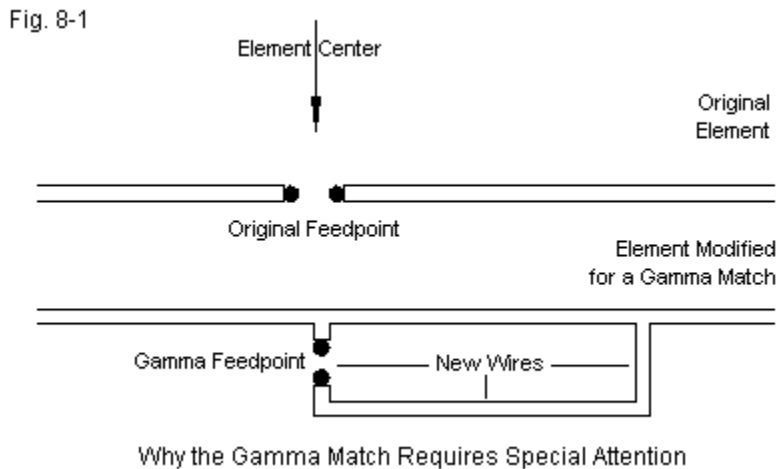 Fig. 8-1
Element Center
Original
Element
Original Feedpoint
Element Modified
for a Gamma Match
Gamma Feedpoint
New Wires
Why the Gamma Match Requires Special Attention